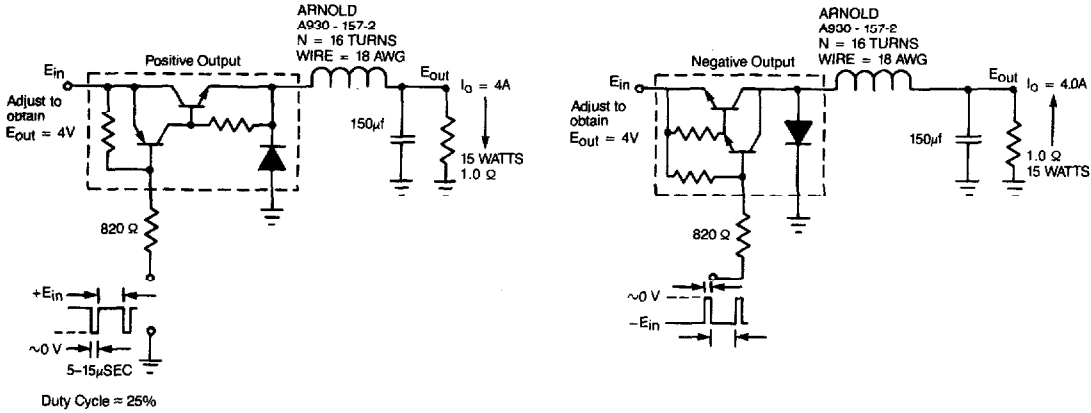 ARNOLD
A930 - 157-2
N = 16 TURNS
WIRE = 18 AWG
Positive Output
Ein
Adjust to
obtain
Eout = 4V
Eout
Io = 4A
150µf
15 WATTS
1.0 Ω
820 Ω
+Ein
~0 V
5–15µSEC
Duty Cycle ≈ 25%
ARNOLD
A930 - 157-2
N = 16 TURNS
WIRE = 18 AWG
Negative Output
Ein
Adjust to
obtain
Eout = 4V
Eout
Io = 4.0A
150µf
1.0 Ω
15 WATTS
820 Ω
~0 V
–Ein